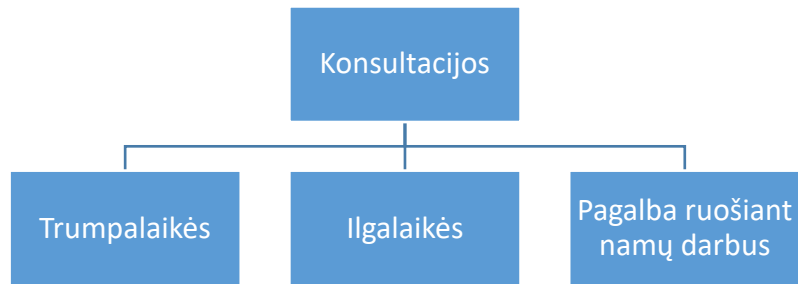 Konsultacijos
Trumpalaikės
Ilgalaikės
Pagalba ruošiant
namų darbus